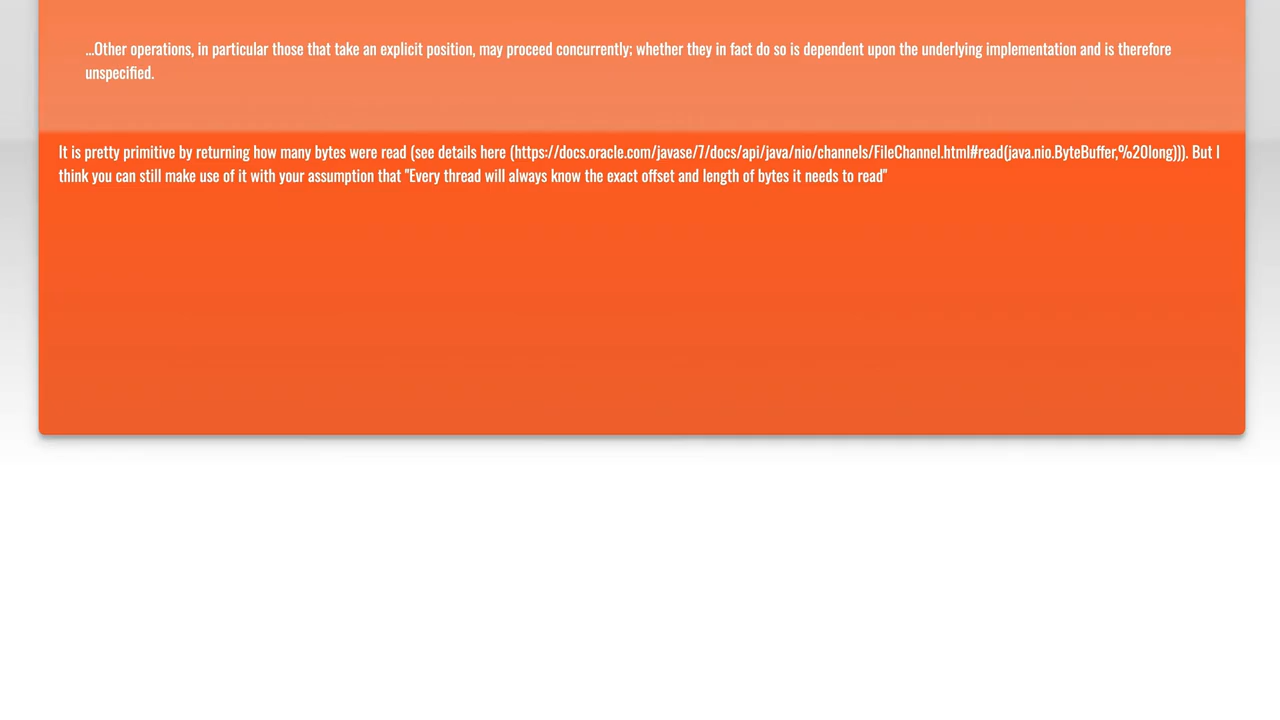 ...Other operations, in particular those that take an explicit position, may proceed concurrently; whether they in fact do so is dependent upon the underlying implementation and is therefore
unspecified.
It is pretty primitive by returning how many bytes were read (see details here (https://docs.oracle.com/javase/7/docs/api/java/nio/channels/FileChannel.html#read(java.nio.ByteBuffer,%20long))). But I
think you can still make use of it with your assumption that "Every thread will always know the exact offset and length of bytes it needs to read"